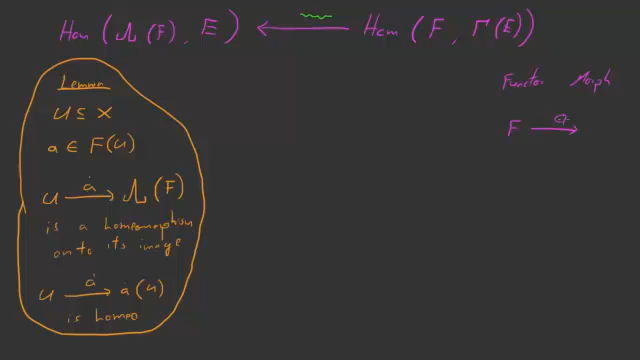 Hom (Λ(F), E) ← Hom (F, Γ(E))
Lemma
U ⊆ X
a ∈ F(U)
U —ȧ→ Λ(F)
is a homeomorphism
onto its image
U —ȧ→ a(U)
is homeo
Functor Morph
F —α→